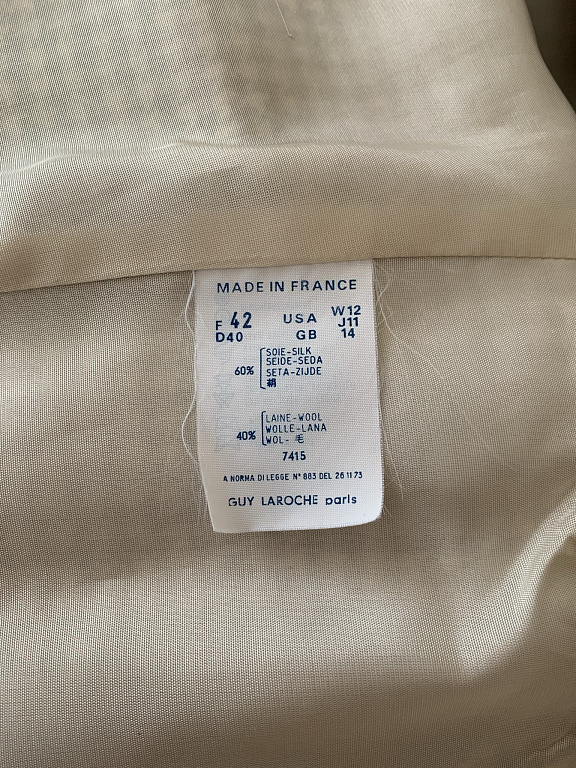 MADE IN FRANCE
F 42 USA W12
J11
D40 GB 14
60% SOIE-SILK
SEIDE-SEDA
SETA-ZIJDE
絹
40% LAINE-WOOL
WOLLE-LANA
WOL- 毛
7415
A NORMA DI LEGGE N° 883 DEL 26 11 73
GUY LAROCHE paris